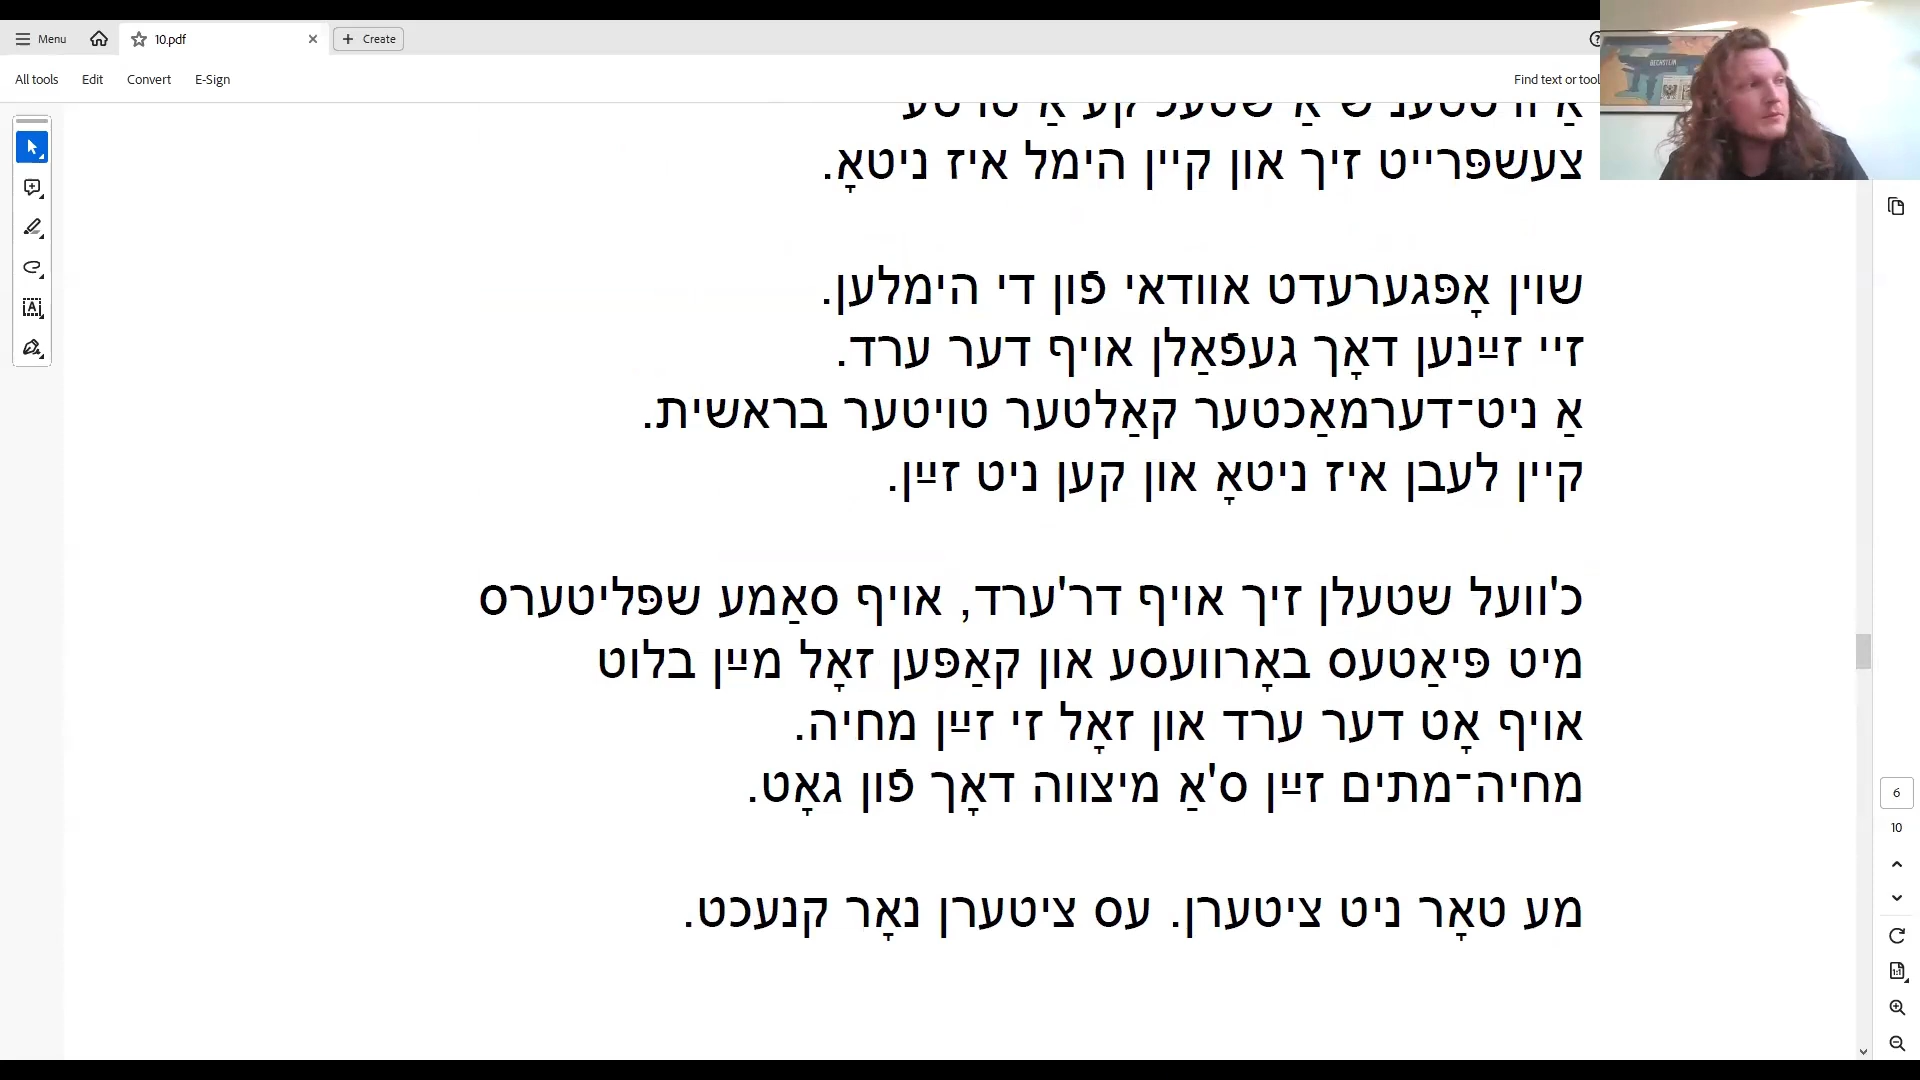 Menu
10.pdf
Create
All tools
Edit
Convert
E-Sign
Find text or tool
BECHSTEIN
צעשפּרייט זיך און קיין הימל איז ניטאָ.
שוין אָפּגערעדט אוודאי פֿון די הימלען.
זיי זײַנען דאָך געפֿאַלן אויף דער ערד.
אַ ניט־דערמאַכטער קאַלטער טויטער בראשית.
קיין לעבן איז ניטאָ און קען ניט זײַן.
כ'וועל שטעלן זיך אויף דר'ערד, אויף סאַמע שפּליטערס
מיט פּיאַטעס באָרוועסע און קאַפּען זאָל מײַן בלוט
אויף אָט דער ערד און זאָל זי זײַן מחיה.
מחיה־מתים זײַן ס'אַ מיצווה דאָך פֿון גאָט.
מע טאָר ניט ציטערן. עס ציטערן נאָר קנעכט.
6
10